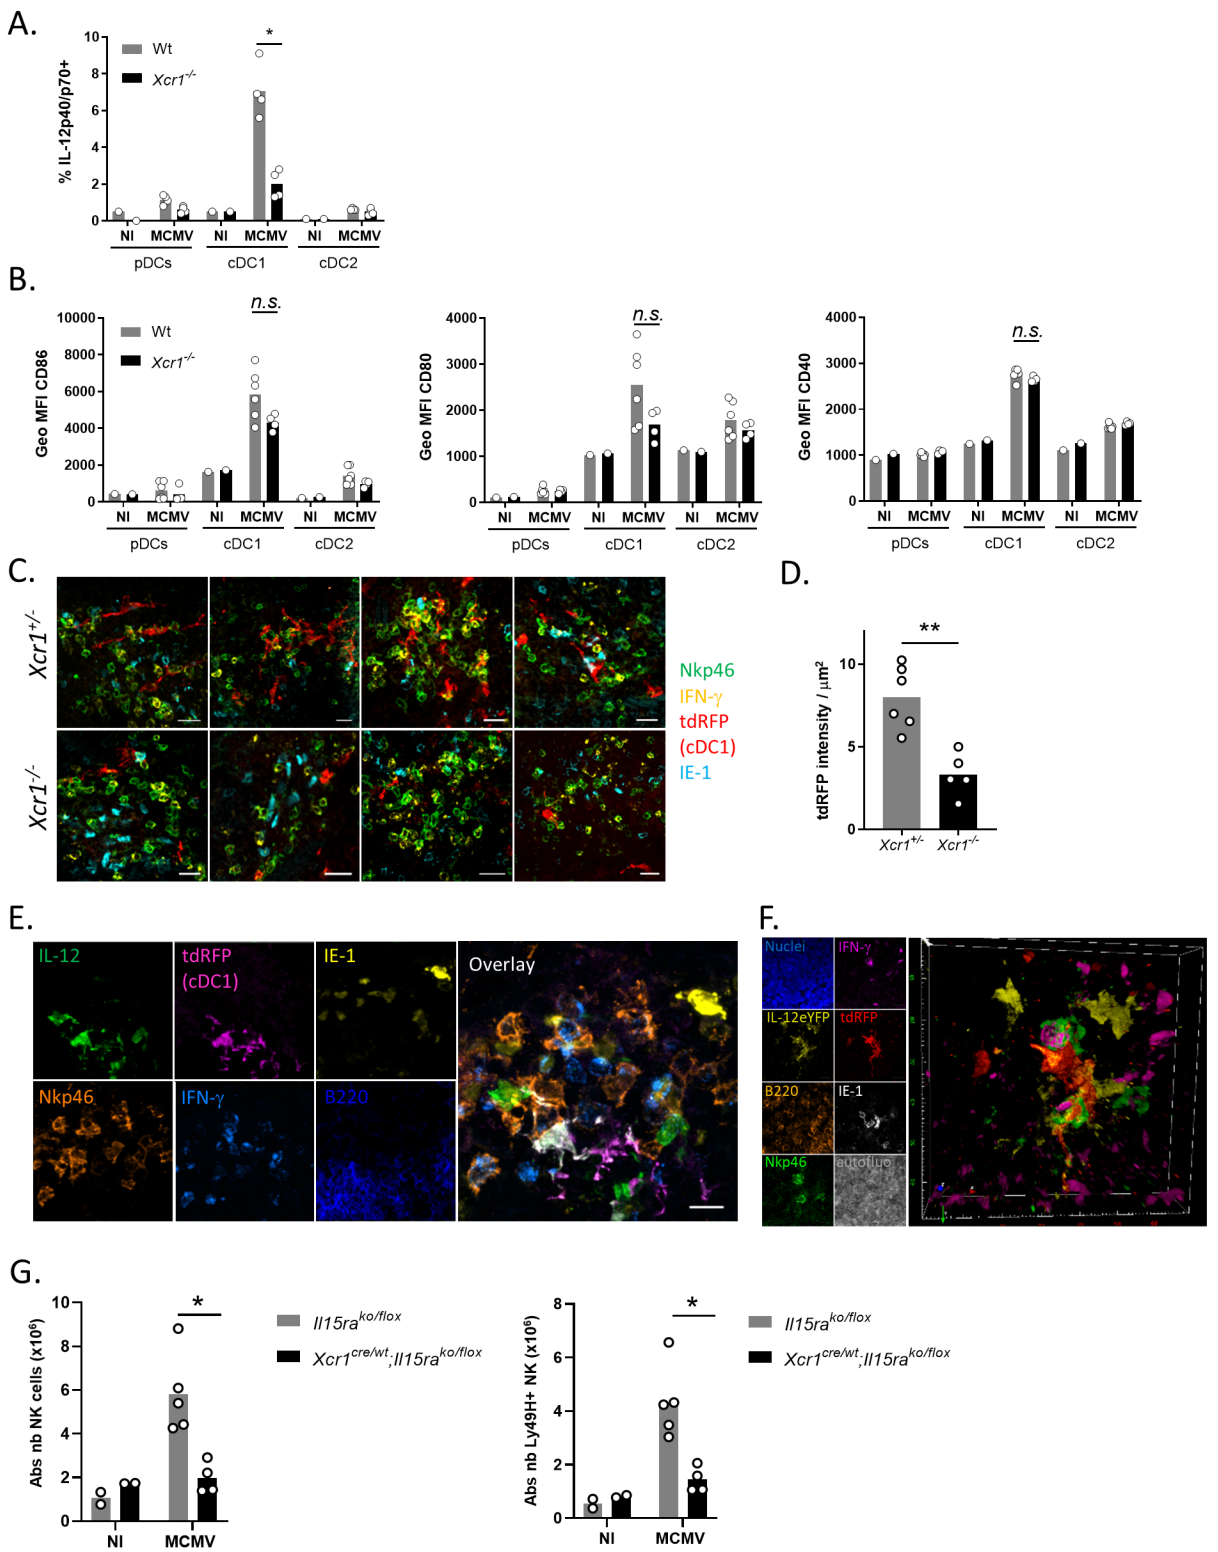 A.
% IL-12p40/p70+
10
8
6
4
2
0
Wt
Xcr1-/-
*
NI MCMV NI MCMV NI MCMV
pDCs cDC1 cDC2
B.
Geo MFI CD86
10000
8000
6000
4000
2000
0
Wt
Xcr1-/-
n.s.
NI MCMV NI MCMV NI MCMV
pDCs cDC1 cDC2
Geo MFI CD80
4000
3000
2000
1000
0
n.s.
NI MCMV NI MCMV NI MCMV
pDCs cDC1 cDC2
Geo MFI CD40
4000
3000
2000
1000
0
n.s.
NI MCMV NI MCMV NI MCMV
pDCs cDC1 cDC2
C.
Xcr1+/-
Xcr1-/-
Nkp46
IFN-γ
tdRFP
(cDC1)
IE-1
D.
tdRFP intensity / μm2
10
5
0
**
Xcr1+/- Xcr1-/-
E.
IL-12
tdRFP
(cDC1)
IE-1
Overlay
Nkp46
IFN-γ
B220
F.
Nuclei
IFN-γ
IL-12eYFP
tdRFP
B220
IE-1
Nkp46
autofluo
G.
Abs nb NK cells (x106)
10
8
6
4
2
0
*
NI MCMV
Il15rako/flox
Xcr1cre/wt;Il15rako/flox
Abs nb Ly49H+ NK (x106)
8
6
4
2
0
*
NI MCMV
Il15rako/flox
Xcr1cre/wt;Il15rako/flox